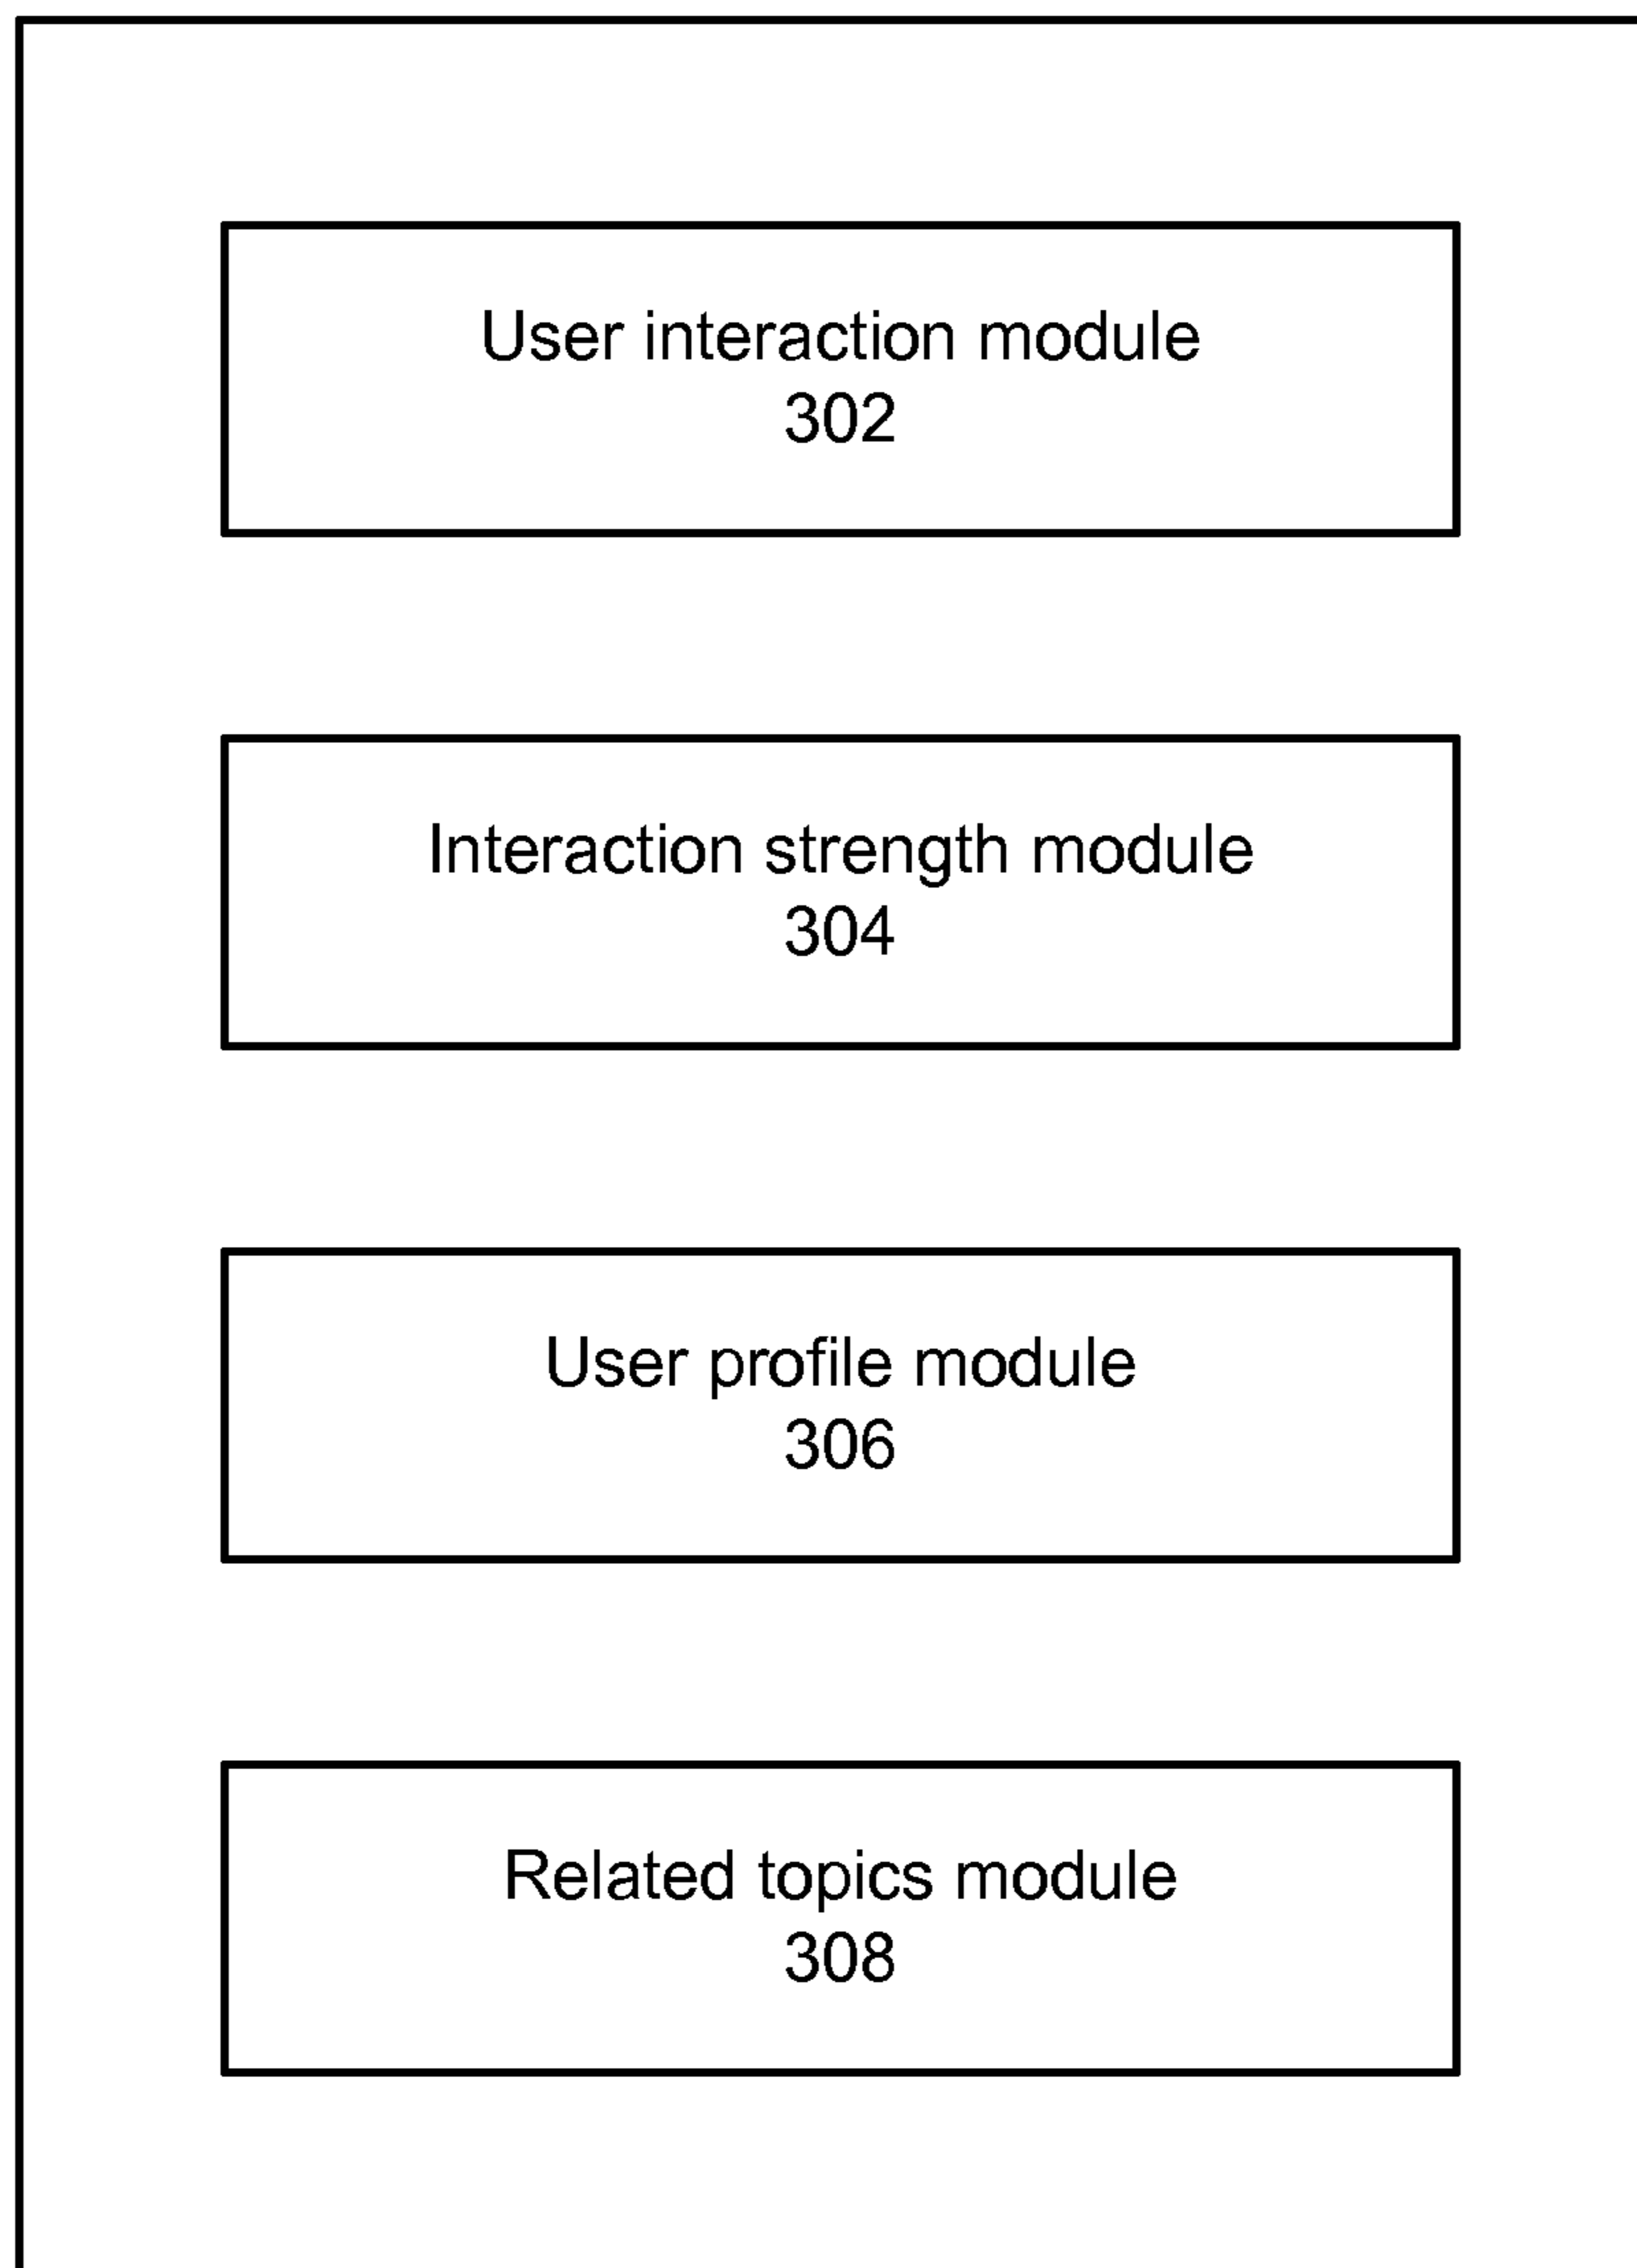 User interaction module
302
Interaction strength module
304
User profile module
306
Related topics module
308